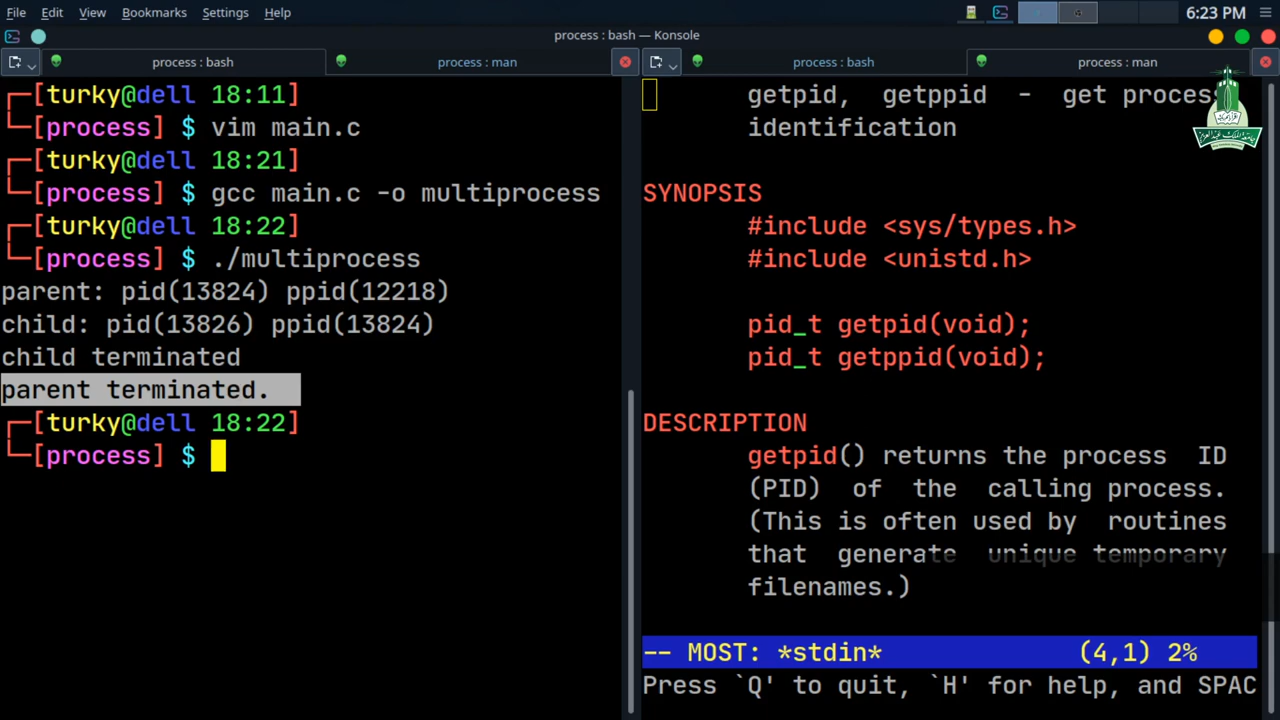 File Edit View Bookmarks Settings Help
6:23 PM
process : bash — Konsole
process : bash
process : man
process : bash
process : man
[turky@dell 18:11]
[process] $ vim main.c
[turky@dell 18:21]
[process] $ gcc main.c -o multiprocess
[turky@dell 18:22]
[process] $ ./multiprocess
parent: pid(13824) ppid(12218)
child: pid(13826) ppid(13824)
child terminated
parent terminated.
[turky@dell 18:22]
[process] $
getpid, getppid - get process
identification
SYNOPSIS
#include <sys/types.h>
#include <unistd.h>
pid_t getpid(void);
pid_t getppid(void);
DESCRIPTION
getpid() returns the process ID
(PID) of the calling process.
(This is often used by routines
that generate unique temporary
filenames.)
-- MOST: *stdin* (4,1) 2%
Press `Q' to quit, `H' for help, and SPAC